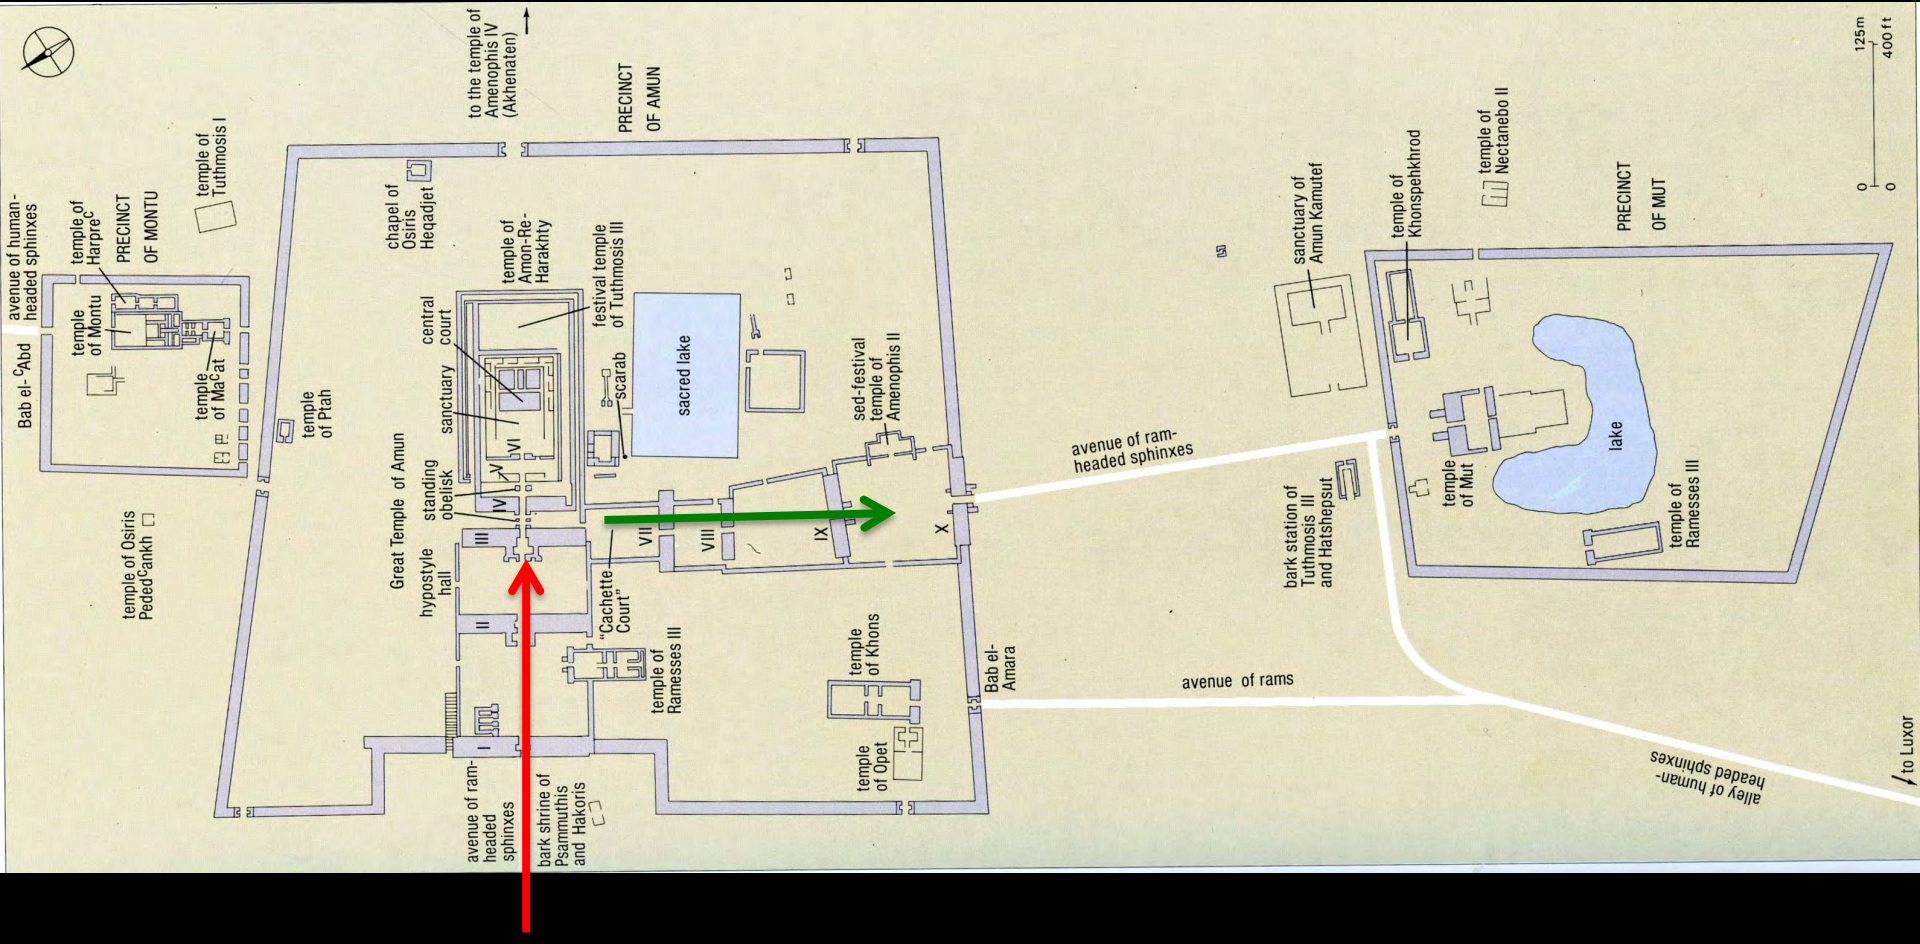 to the temple of
Amenophis IV
(Akhenaten)
PRECINCT
OF AMUN
125m
400 ft
0
0
avenue of human-
headed sphinxes
Bab el-ꜥAbd
temple of
Harpreꜥ
PRECINCT
OF MONTU
temple of
Tuthmosis I
temple
of Montu
temple
of Maꜥat
temple
of Ptah
temple of Osiris
Pededꜥankh
chapel of
Osiris
Heqadjet
temple of
Amon-Re-
Harakhty
festival temple
of Tuthmosis III
central
court
sanctuary
scarab
sacred lake
Great Temple of Amun
standing
obelisk
hypostyle
hall
"Cachette
Court"
VI
V
IV
III
II
I
VII
VIII
IX
X
sed-festival
temple of
Amenophis II
temple of
Ramesses III
temple
of Khons
temple
of Opet
Bab el-
Amara
avenue of ram-
headed
sphinxes
bark shrine of
Psammuthis
and Hakoris
avenue of ram-
headed sphinxes
avenue of rams
sanctuary of
Amun Kamutef
temple of
Khonspehkhrod
temple of
Nectanebo II
PRECINCT
OF MUT
bark station of
Tuthmosis III
and Hatshepsut
temple
of Mut
lake
temple of
Ramesses III
alley of human-
headed sphinxes
to Luxor